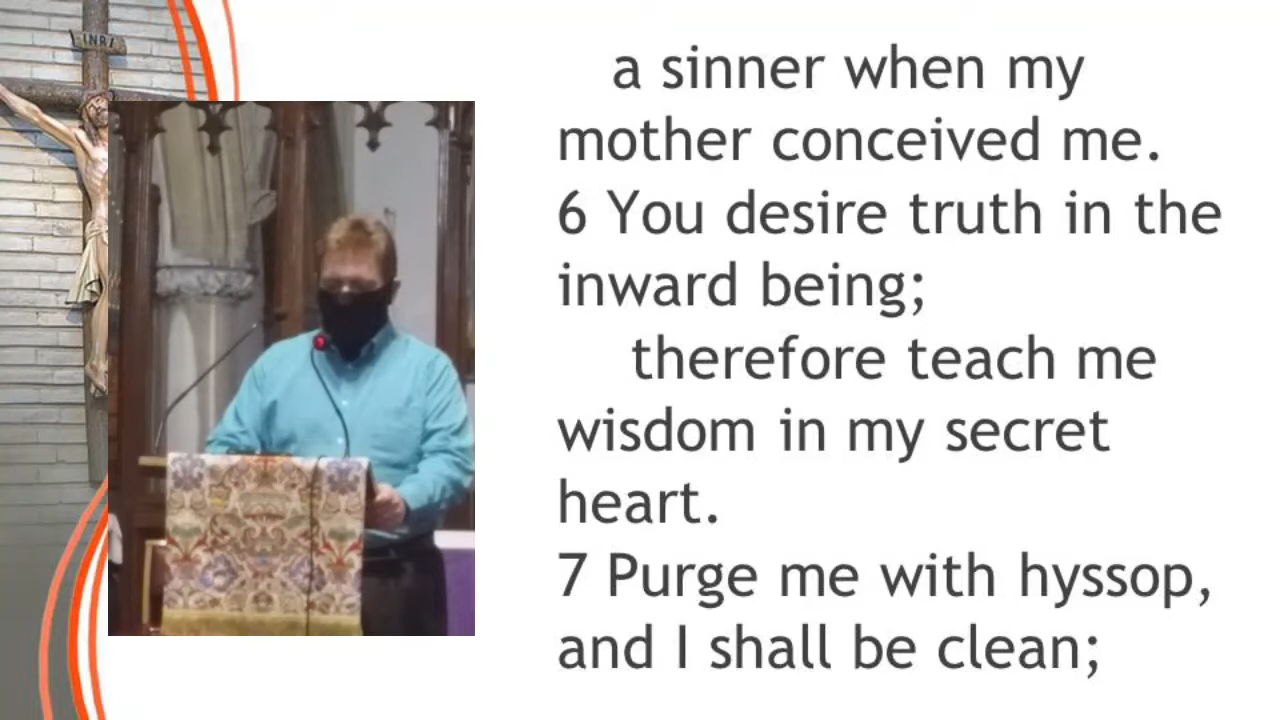 INRI
a sinner when my
mother conceived me.
6 You desire truth in the
inward being;
therefore teach me
wisdom in my secret
heart.
7 Purge me with hyssop,
and I shall be clean;